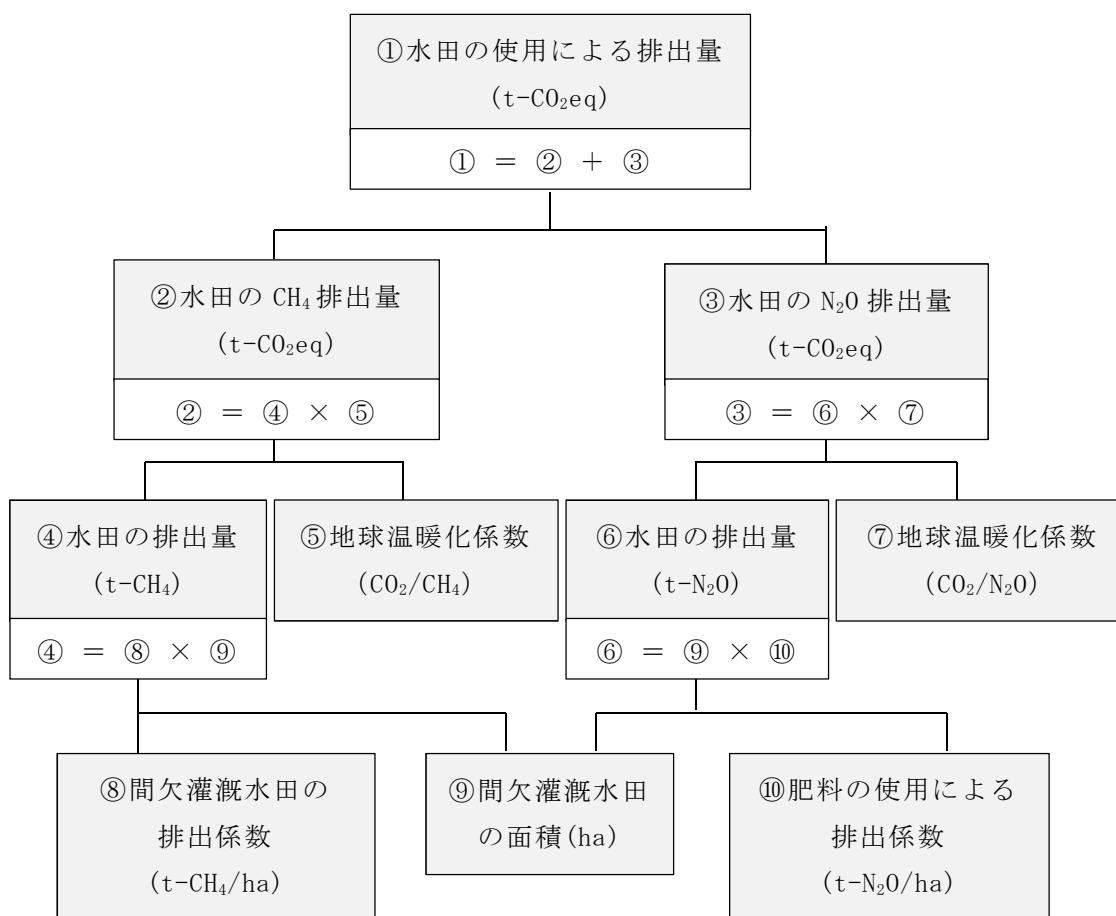 ①水田の使用による排出量
(t-CO₂eq)
① = ② + ③
②水田の CH₄排出量
(t-CO₂eq)
② = ④ × ⑤
③水田の N₂O 排出量
(t-CO₂eq)
③ = ⑥ × ⑦
④水田の排出量
(t-CH₄)
④ = ⑧ × ⑨
⑤地球温暖化係数
(CO₂/CH₄)
⑥水田の排出量
(t-N₂O)
⑥ = ⑨ × ⑩
⑦地球温暖化係数
(CO₂/N₂O)
⑧間欠灌漑水田の
排出係数
(t-CH₄/ha)
⑨間欠灌漑水田
の面積(ha)
⑩肥料の使用による
排出係数
(t-N₂O/ha)